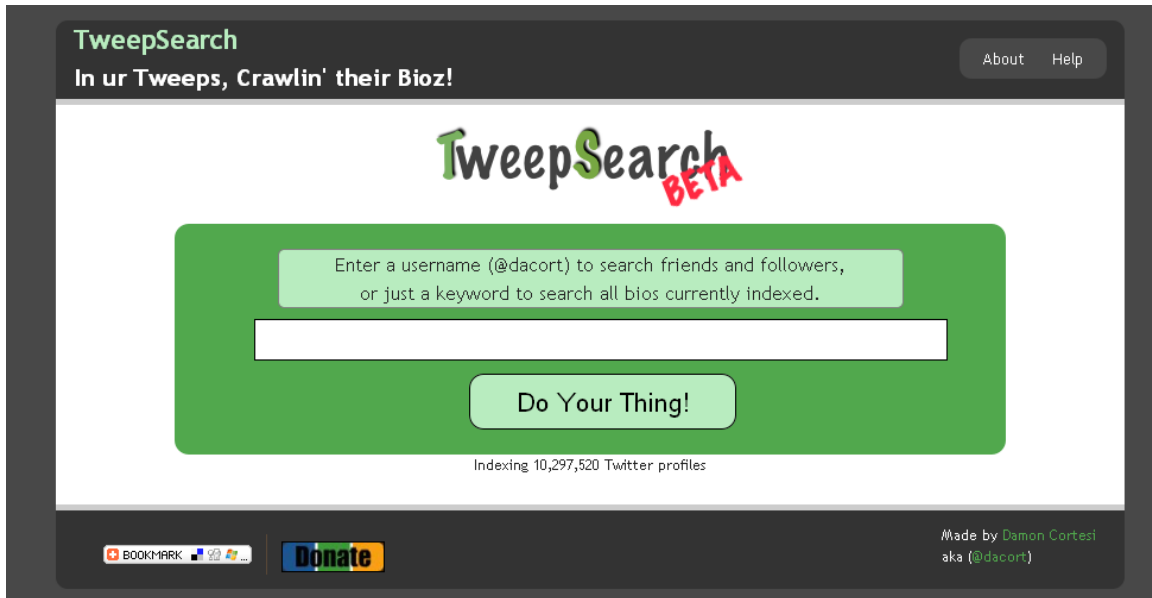 TweepSearch
In ur Tweeps, Crawlin' their Bioz!
About Help
TweepSearch
BETA
Enter a username (@dacort) to search friends and followers,
or just a keyword to search all bios currently indexed.
Do Your Thing!
Indexing 10,297,520 Twitter profiles
BOOKMARK ...
Donate
Made by Damon Cortesi
aka (@dacort)